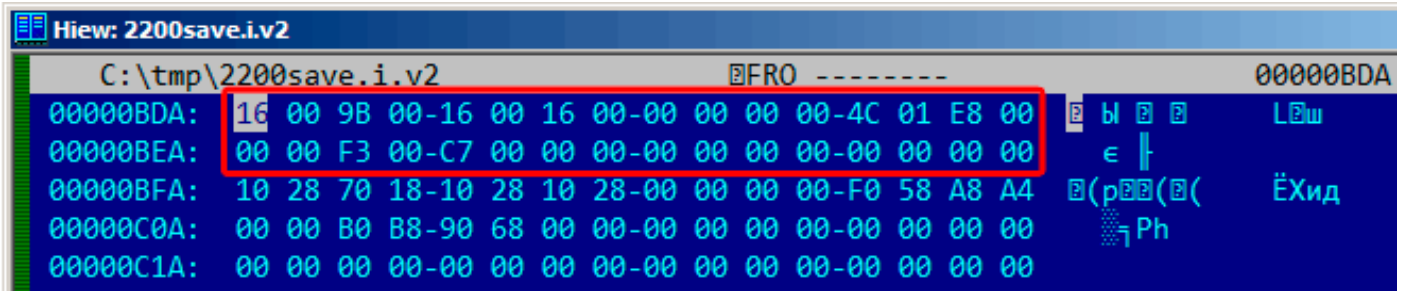 Hiew: 2200save.i.v2
C:\tmp\2200save.i.v2 FRO -------- 00000BDA
00000BDA: 16 00 9B 00-16 00 16 00-00 00 00 00-4C 01 E8 00 Ы L ш
00000BEA: 00 00 F3 00-C7 00 00 00-00 00 00 00-00 00 00 00 є ╟
00000BFA: 10 28 70 18-10 28 10 28-00 00 00 00-F0 58 A8 A4 (p ( ( ЁXид
00000C0A: 00 00 B0 B8-90 68 00 00-00 00 00 00-00 00 00 00 ░╕Рh
00000C1A: 00 00 00 00-00 00 00 00-00 00 00 00-00 00 00 00